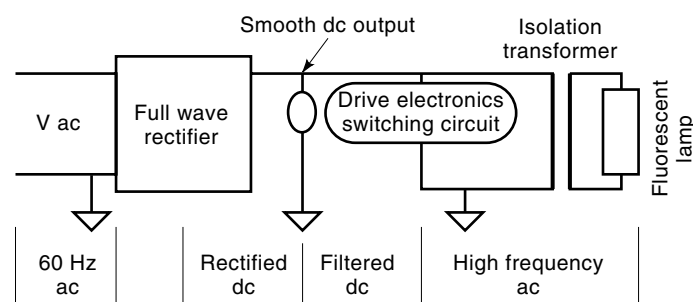 Smooth dc output
Isolation
transformer
V ac
Full wave
rectifier
Drive electronics
switching circuit
Fluorescent
lamp
60 Hz
ac
Rectified
dc
Filtered
dc
High frequency
ac